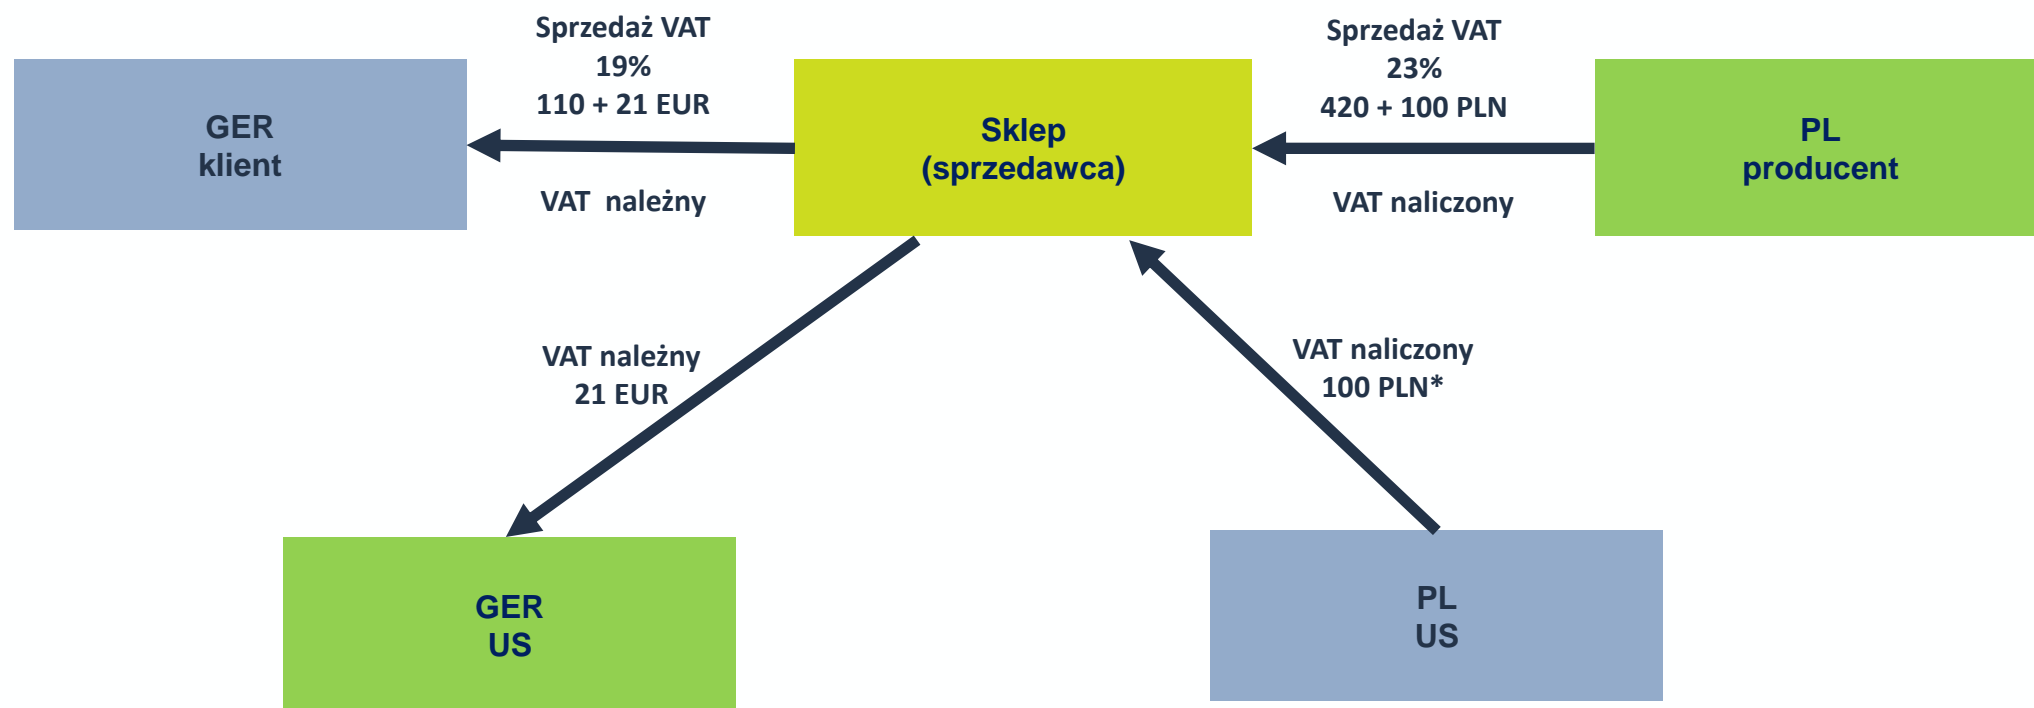 Sprzedaż VAT
19%
110 + 21 EUR
Sprzedaż VAT
23%
420 + 100 PLN
GER
klient
Sklep
(sprzedawca)
PL
producent
VAT należny
VAT naliczony
VAT należny
21 EUR
VAT naliczony
100 PLN*
GER
US
PL
US